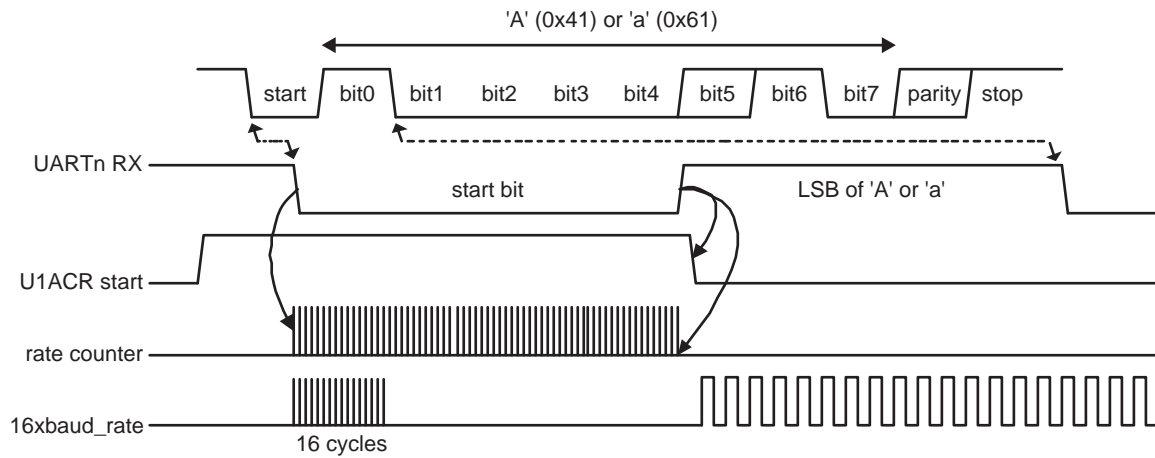 'A' (0x41) or 'a' (0x61)
start bit0 bit1 bit2 bit3 bit4 bit5 bit6 bit7 parity stop
UARTn RX
start bit
LSB of 'A' or 'a'
U1ACR start
rate counter
16xbaud_rate
16 cycles